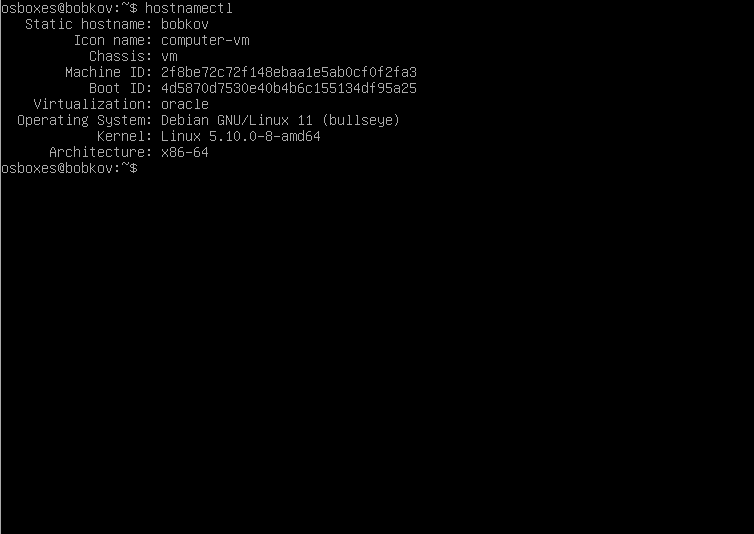 osboxes@bobkov:~$ hostnamectl
Static hostname: bobkov
Icon name: computer-vm
Chassis: vm
Machine ID: 2f8be72c72f148ebaa1e5ab0cf0f2fa3
Boot ID: 4d5870d7530e40b4b6c155134df95a25
Virtualization: oracle
Operating System: Debian GNU/Linux 11 (bullseye)
Kernel: Linux 5.10.0-8-amd64
Architecture: x86-64
osboxes@bobkov:~$